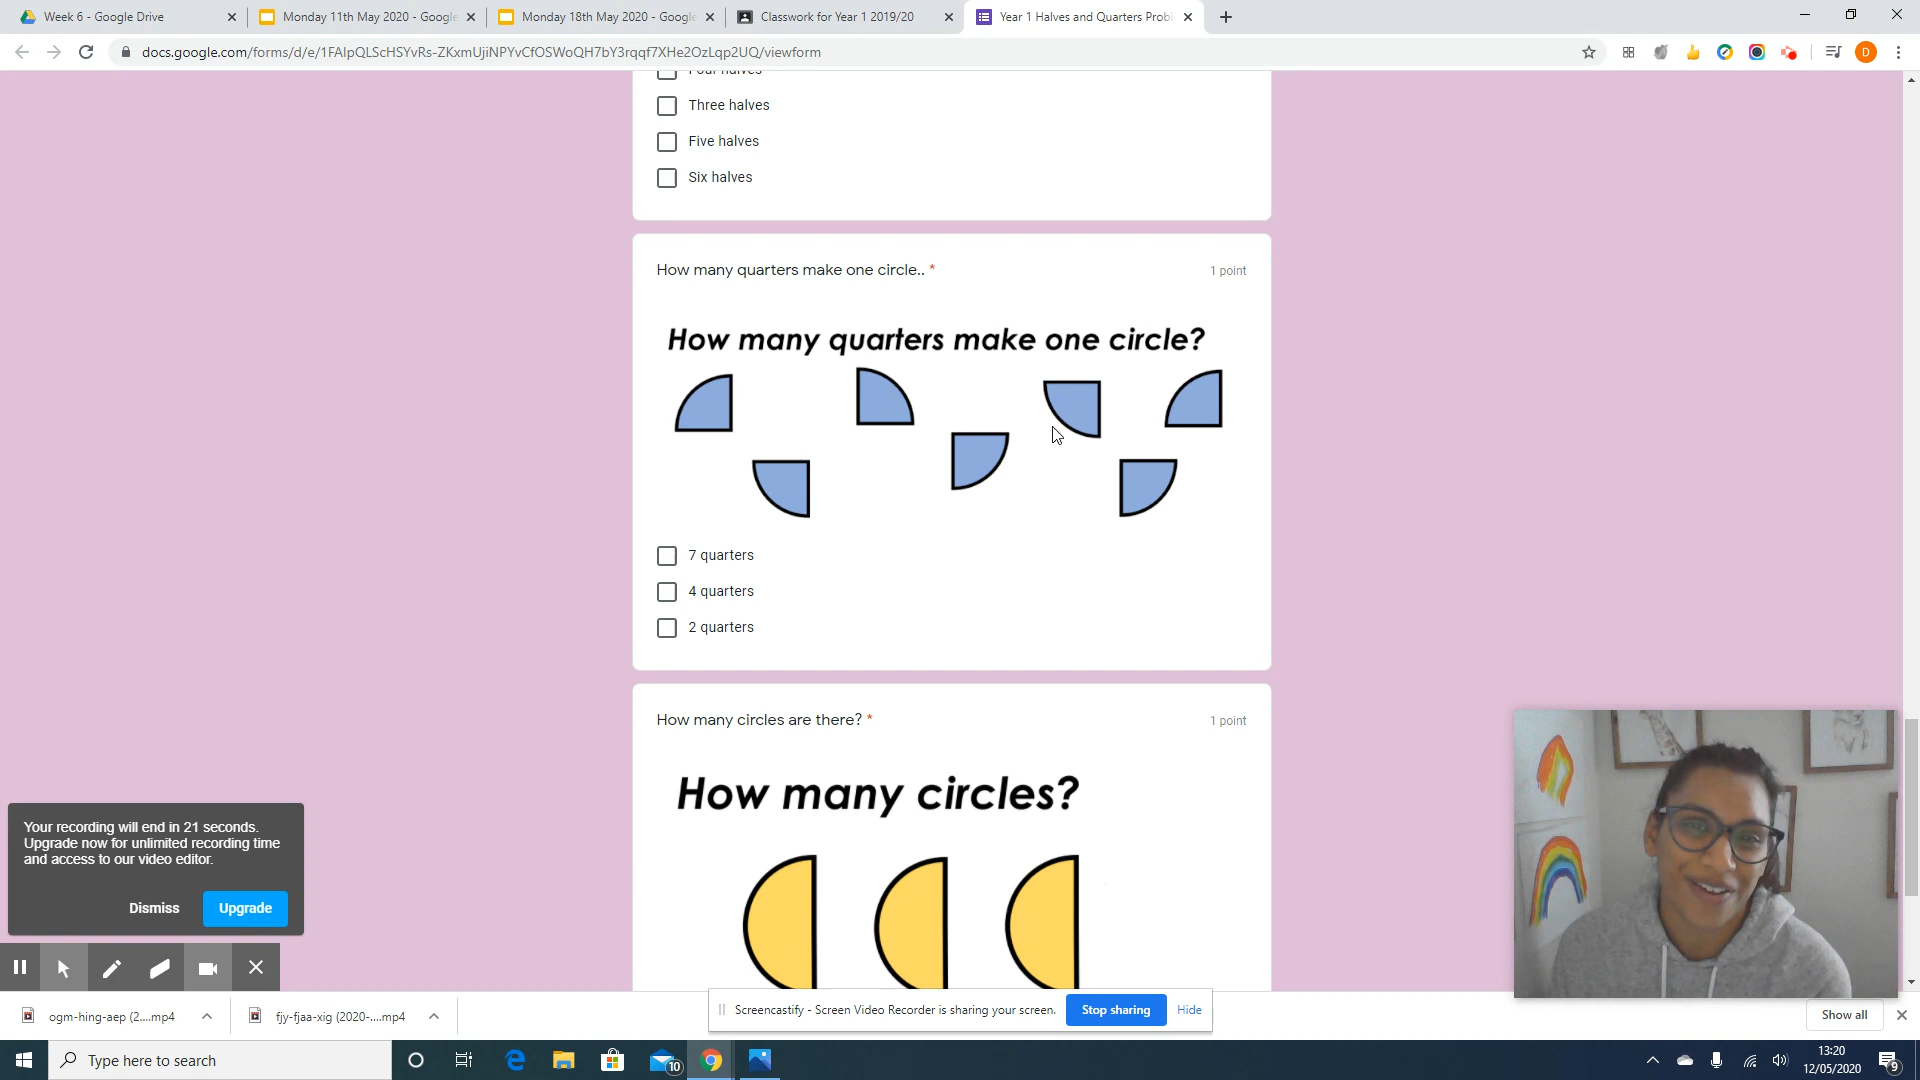 Week 6 - Google Drive
Monday 11th May 2020 - Google
Monday 18th May 2020 - Google
Classwork for Year 1 2019/20
Year 1 Halves and Quarters Prob
docs.google.com/forms/d/e/1FAIpQLScHSYvRs-ZKxmUjiNPYvCfOSWoQH7bY3rqqf7XHe2OzLqp2UQ/viewform
D
Four halves
Three halves
Five halves
Six halves
How many quarters make one circle.. *
1 point
How many quarters make one circle?
7 quarters
4 quarters
2 quarters
How many circles are there? *
1 point
How many circles?
Your recording will end in 21 seconds.
Upgrade now for unlimited recording time
and access to our video editor.
Dismiss
Upgrade
Screencastify - Screen Video Recorder is sharing your screen.
Stop sharing
Hide
ogm-hing-aep (2....mp4
fjy-fjaa-xig (2020-....mp4
Show all
Type here to search
10
13:20
12/05/2020
9